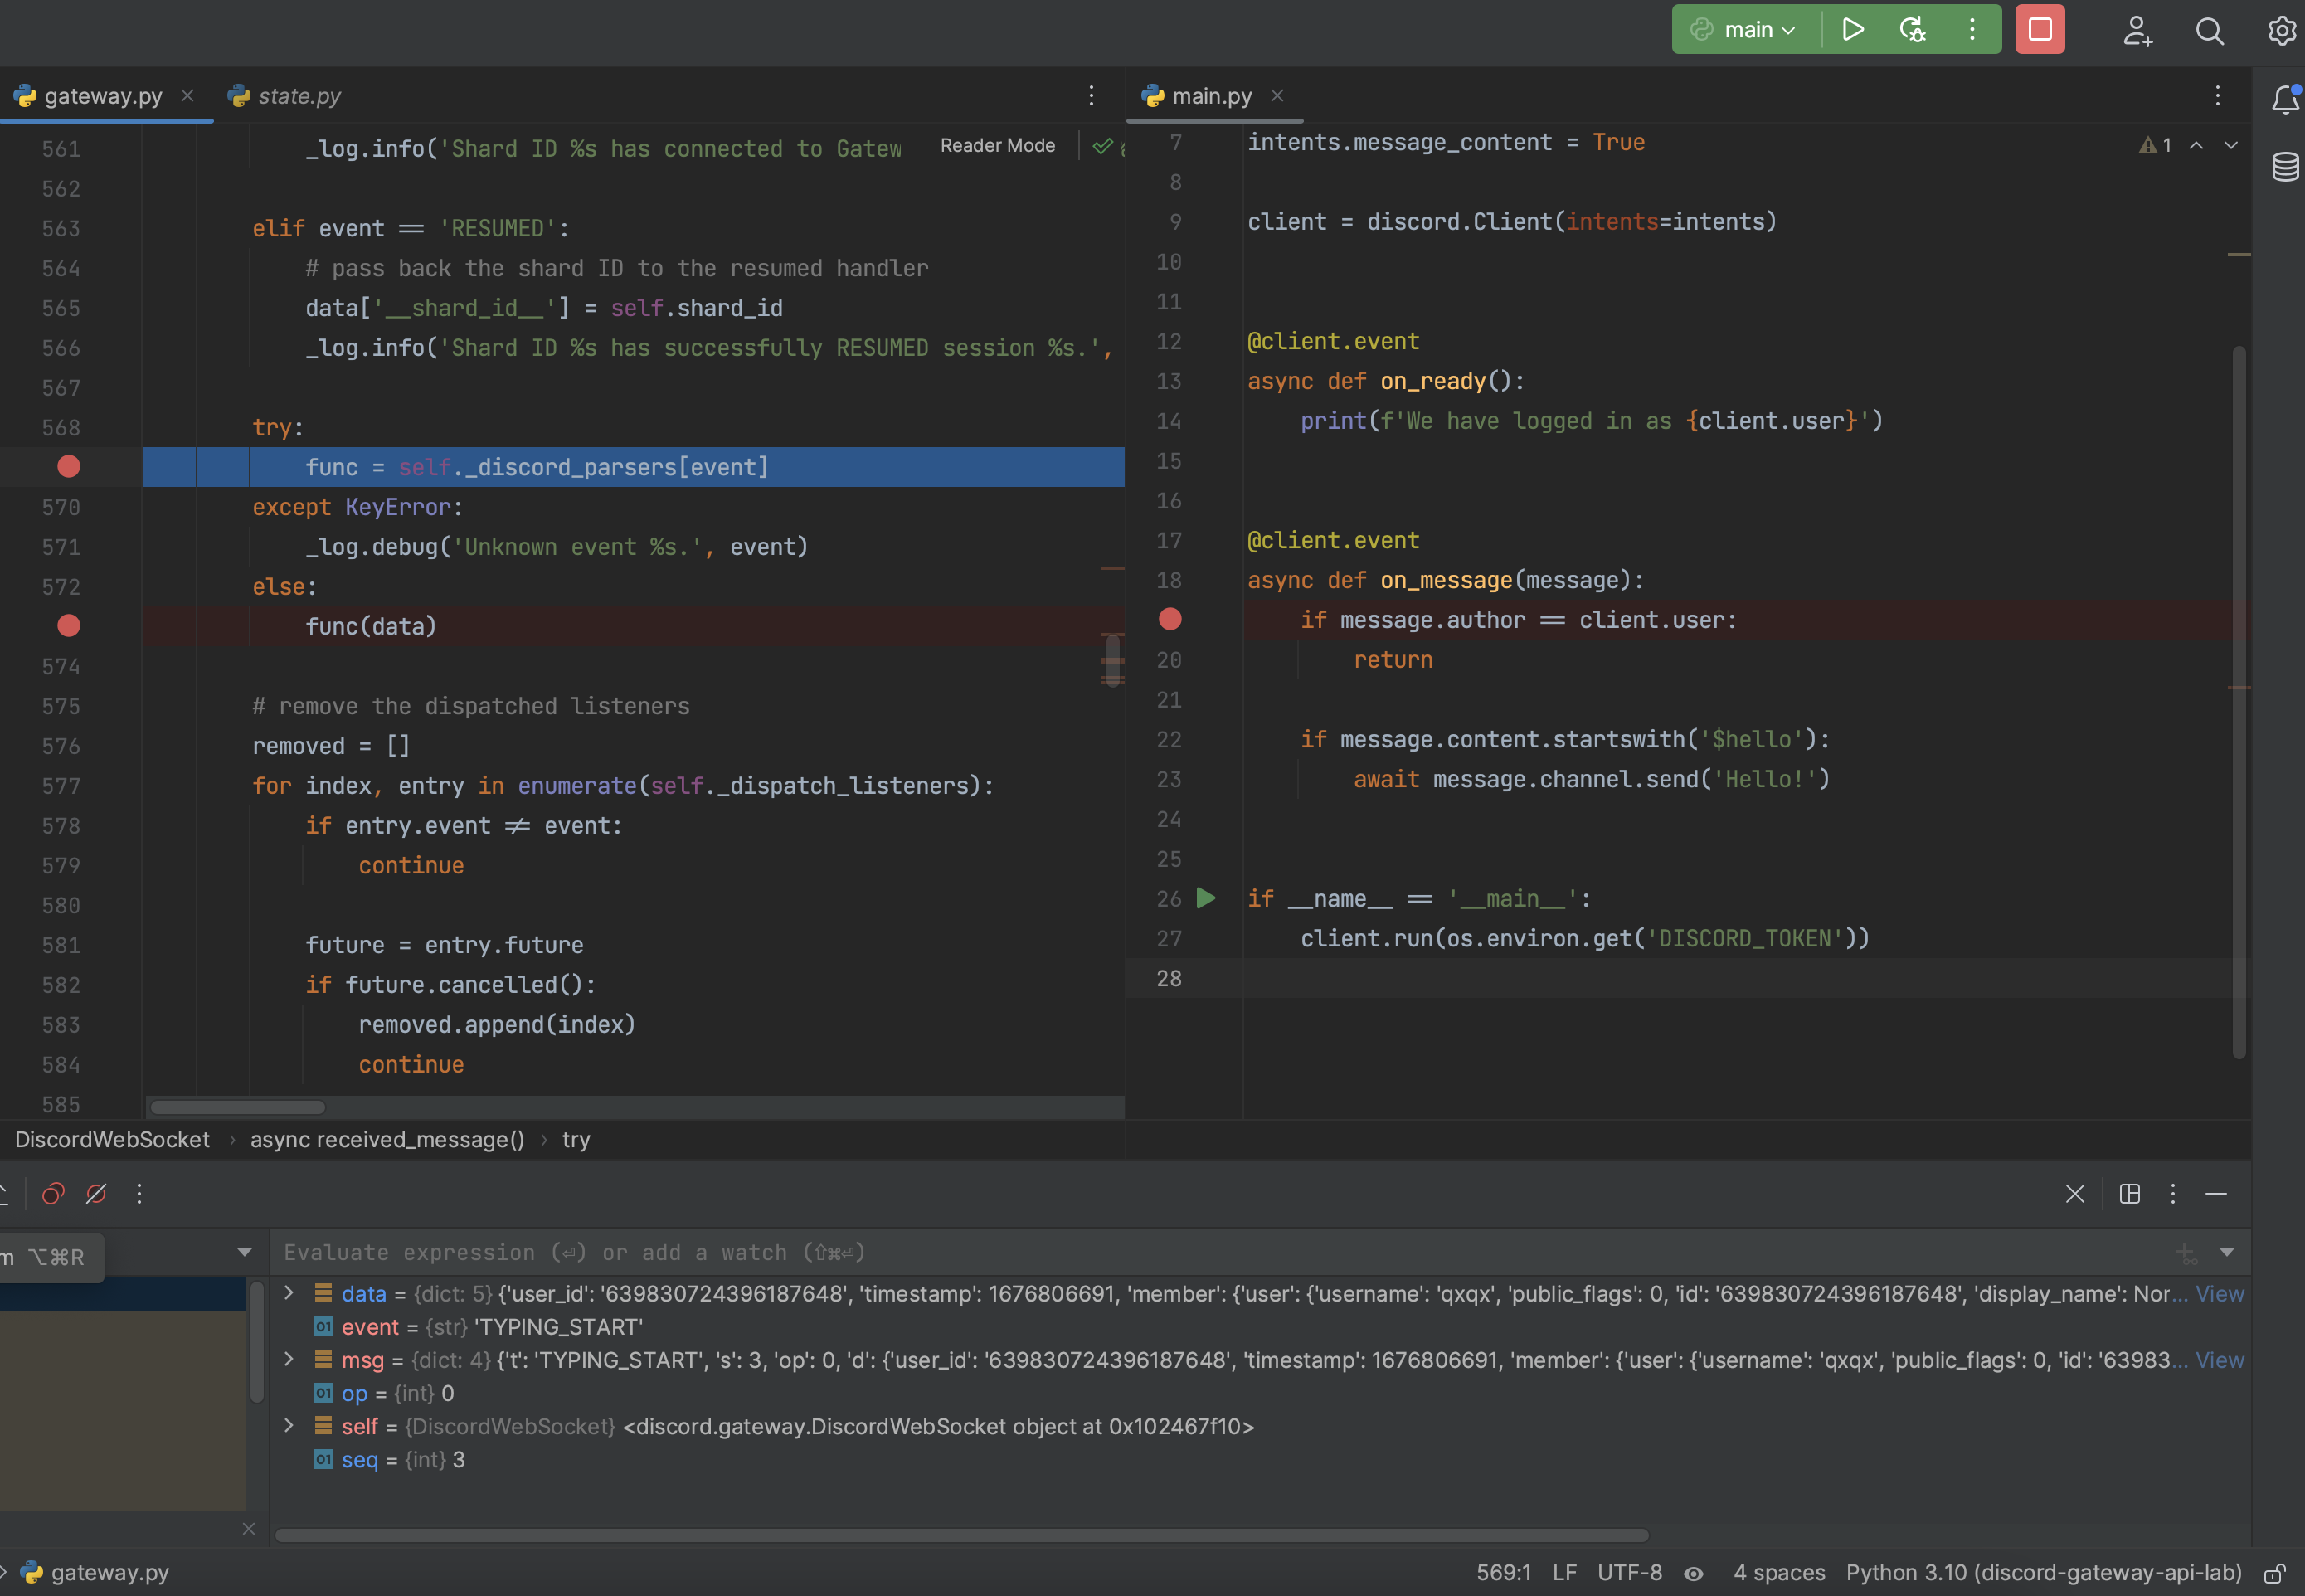 main
gateway.py
state.py
main.py
Reader Mode
1
561 _log.info('Shard ID %s has connected to Gatew
562
563 elif event == 'RESUMED':
564 # pass back the shard ID to the resumed handler
565 data['__shard_id__'] = self.shard_id
566 _log.info('Shard ID %s has successfully RESUMED session %s.',
567
568 try:
func = self._discord_parsers[event]
570 except KeyError:
571 _log.debug('Unknown event %s.', event)
572 else:
func(data)
574
575 # remove the dispatched listeners
576 removed = []
577 for index, entry in enumerate(self._dispatch_listeners):
578 if entry.event != event:
579 continue
580
581 future = entry.future
582 if future.cancelled():
583 removed.append(index)
584 continue
585
7 intents.message_content = True
8
9 client = discord.Client(intents=intents)
10
11
12 @client.event
13 async def on_ready():
14 print(f'We have logged in as {client.user}')
15
16
17 @client.event
18 async def on_message(message):
if message.author == client.user:
20 return
21
22 if message.content.startswith('$hello'):
23 await message.channel.send('Hello!')
24
25
26 if __name__ == '__main__':
27 client.run(os.environ.get('DISCORD_TOKEN'))
28
DiscordWebSocket › async received_message() › try
m ⌥⌘R
Evaluate expression (⏎) or add a watch (⇧⌘⏎)
data = {dict: 5} {'user_id': '639830724396187648', 'timestamp': 1676806691, 'member': {'user': {'username': 'qxqx', 'public_flags': 0, 'id': '639830724396187648', 'display_name': Nor... View
event = {str} 'TYPING_START'
msg = {dict: 4} {'t': 'TYPING_START', 's': 3, 'op': 0, 'd': {'user_id': '639830724396187648', 'timestamp': 1676806691, 'member': {'user': {'username': 'qxqx', 'public_flags': 0, 'id': '63983... View
op = {int} 0
self = {DiscordWebSocket} <discord.gateway.DiscordWebSocket object at 0x102467f10>
seq = {int} 3
gateway.py
569:1 LF UTF-8 4 spaces Python 3.10 (discord-gateway-api-lab)